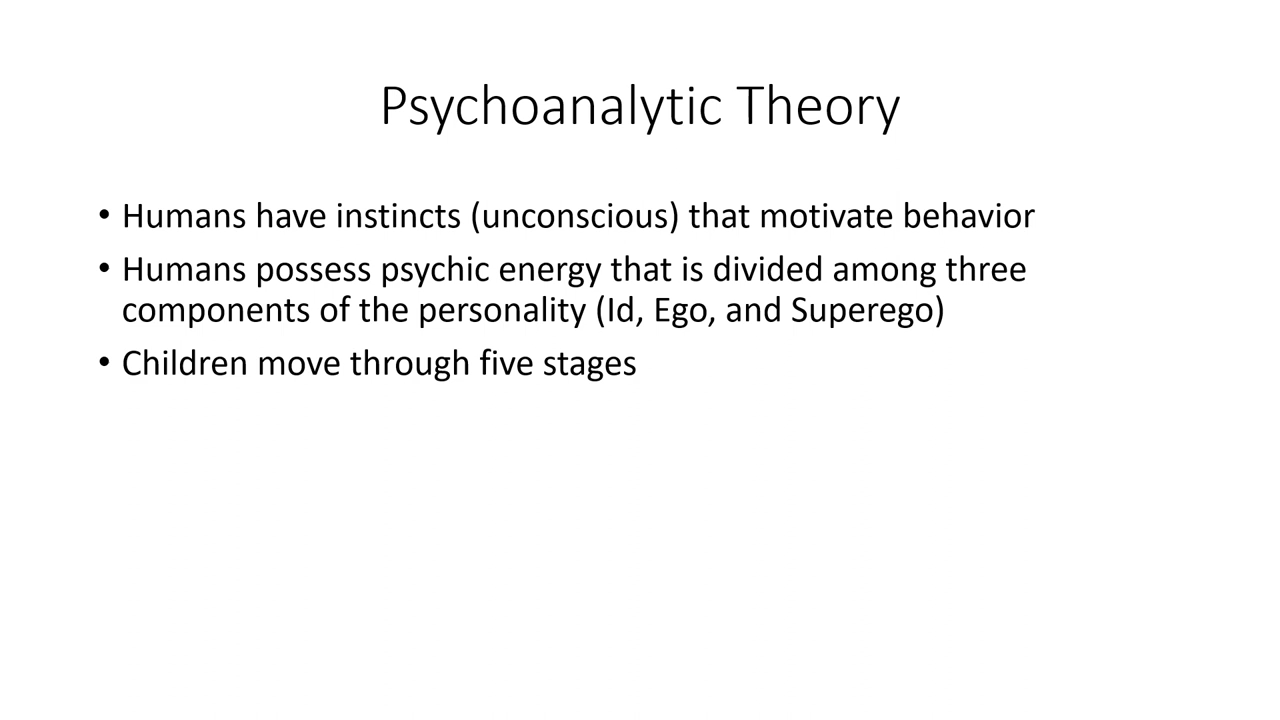 Psychoanalytic Theory
• Humans have instincts (unconscious) that motivate behavior
• Humans possess psychic energy that is divided among three
components of the personality (Id, Ego, and Superego)
• Children move through five stages